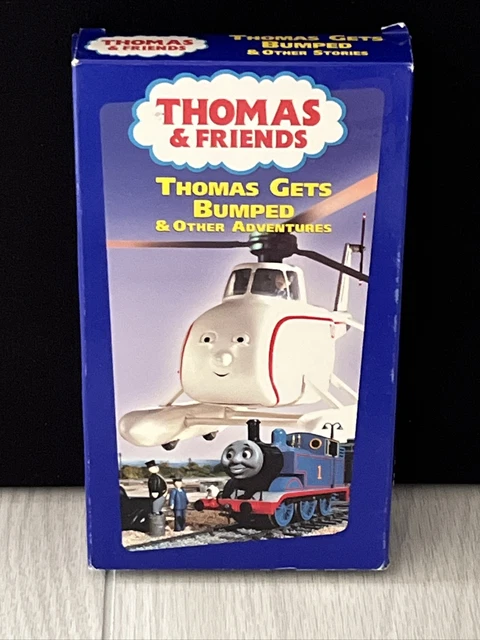 THOMAS
& FRIENDS
THOMAS GETS
BUMPED
& OTHER STORIES
THOMAS
& FRIENDS
THOMAS GETS
BUMPED
& OTHER ADVENTURES
1